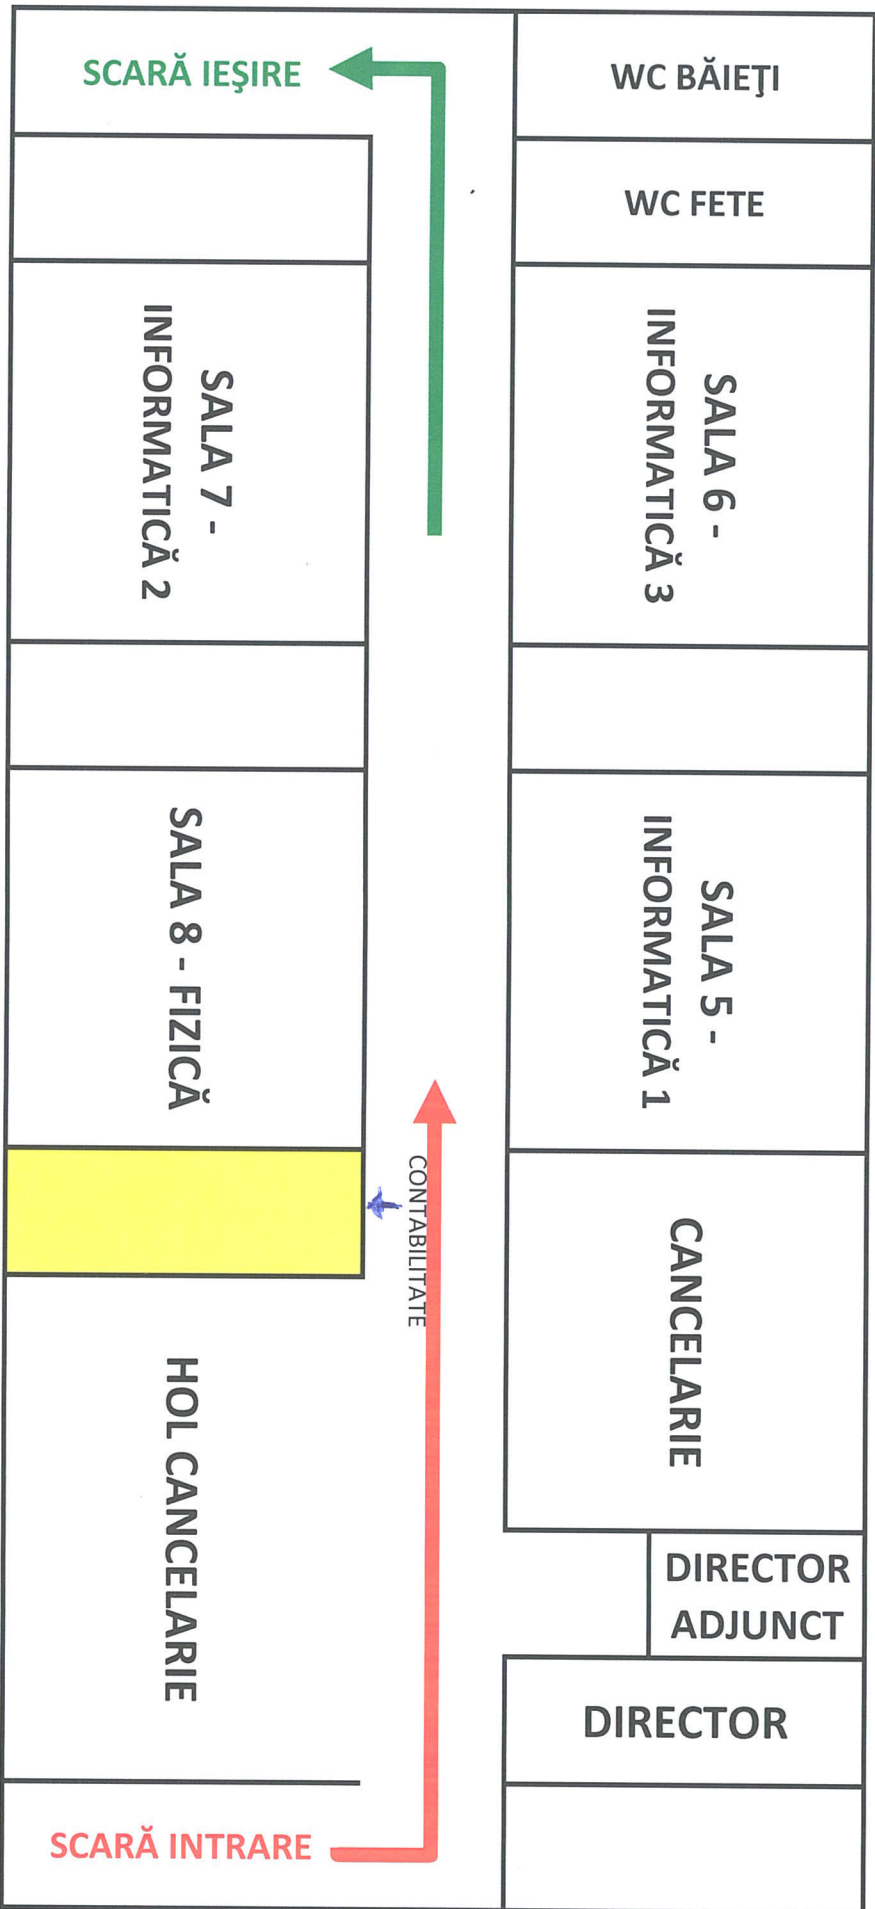 SCARĂ IEŞIRE
WC BĂIEŢI
WC FETE
SALA 7 -
INFORMATICĂ 2
SALA 6 -
INFORMATICĂ 3
SALA 8 - FIZICĂ
SALA 5 -
INFORMATICĂ 1
CONTABILITATE
CANCELARIE
HOL CANCELARIE
DIRECTOR
ADJUNCT
DIRECTOR
SCARĂ INTRARE